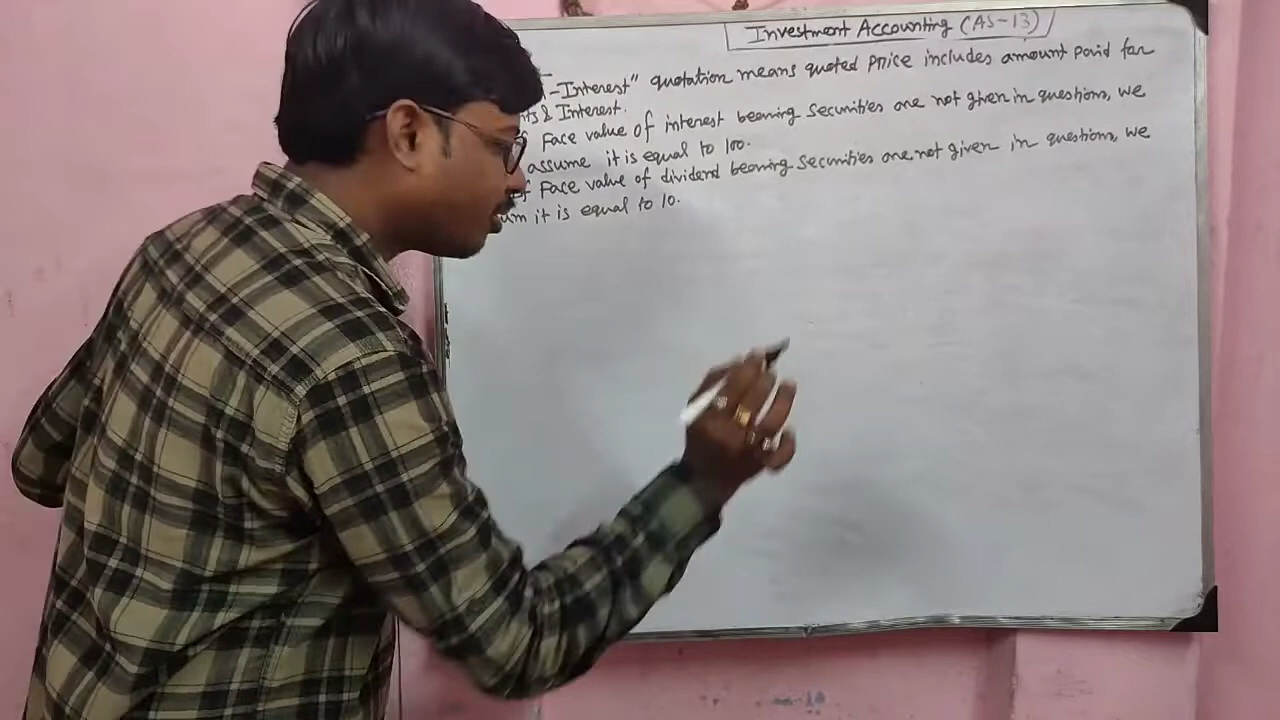 Investment Accounting (AS-13)
-Interest" quotation means quoted price includes amount paid for
& Interest.
Face value of interest bearing securities are not given in questions, we
assume it is equal to 100.
Face value of dividend bearing securities are not given in questions, we
it is equal to 10.